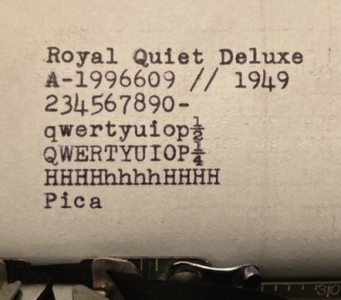 Royal Quiet Deluxe
A-1996609 // 1949
234567890-
qwertyuiop½
QWERTYUIOP¼
HHHHhhhhHHHH
Pica